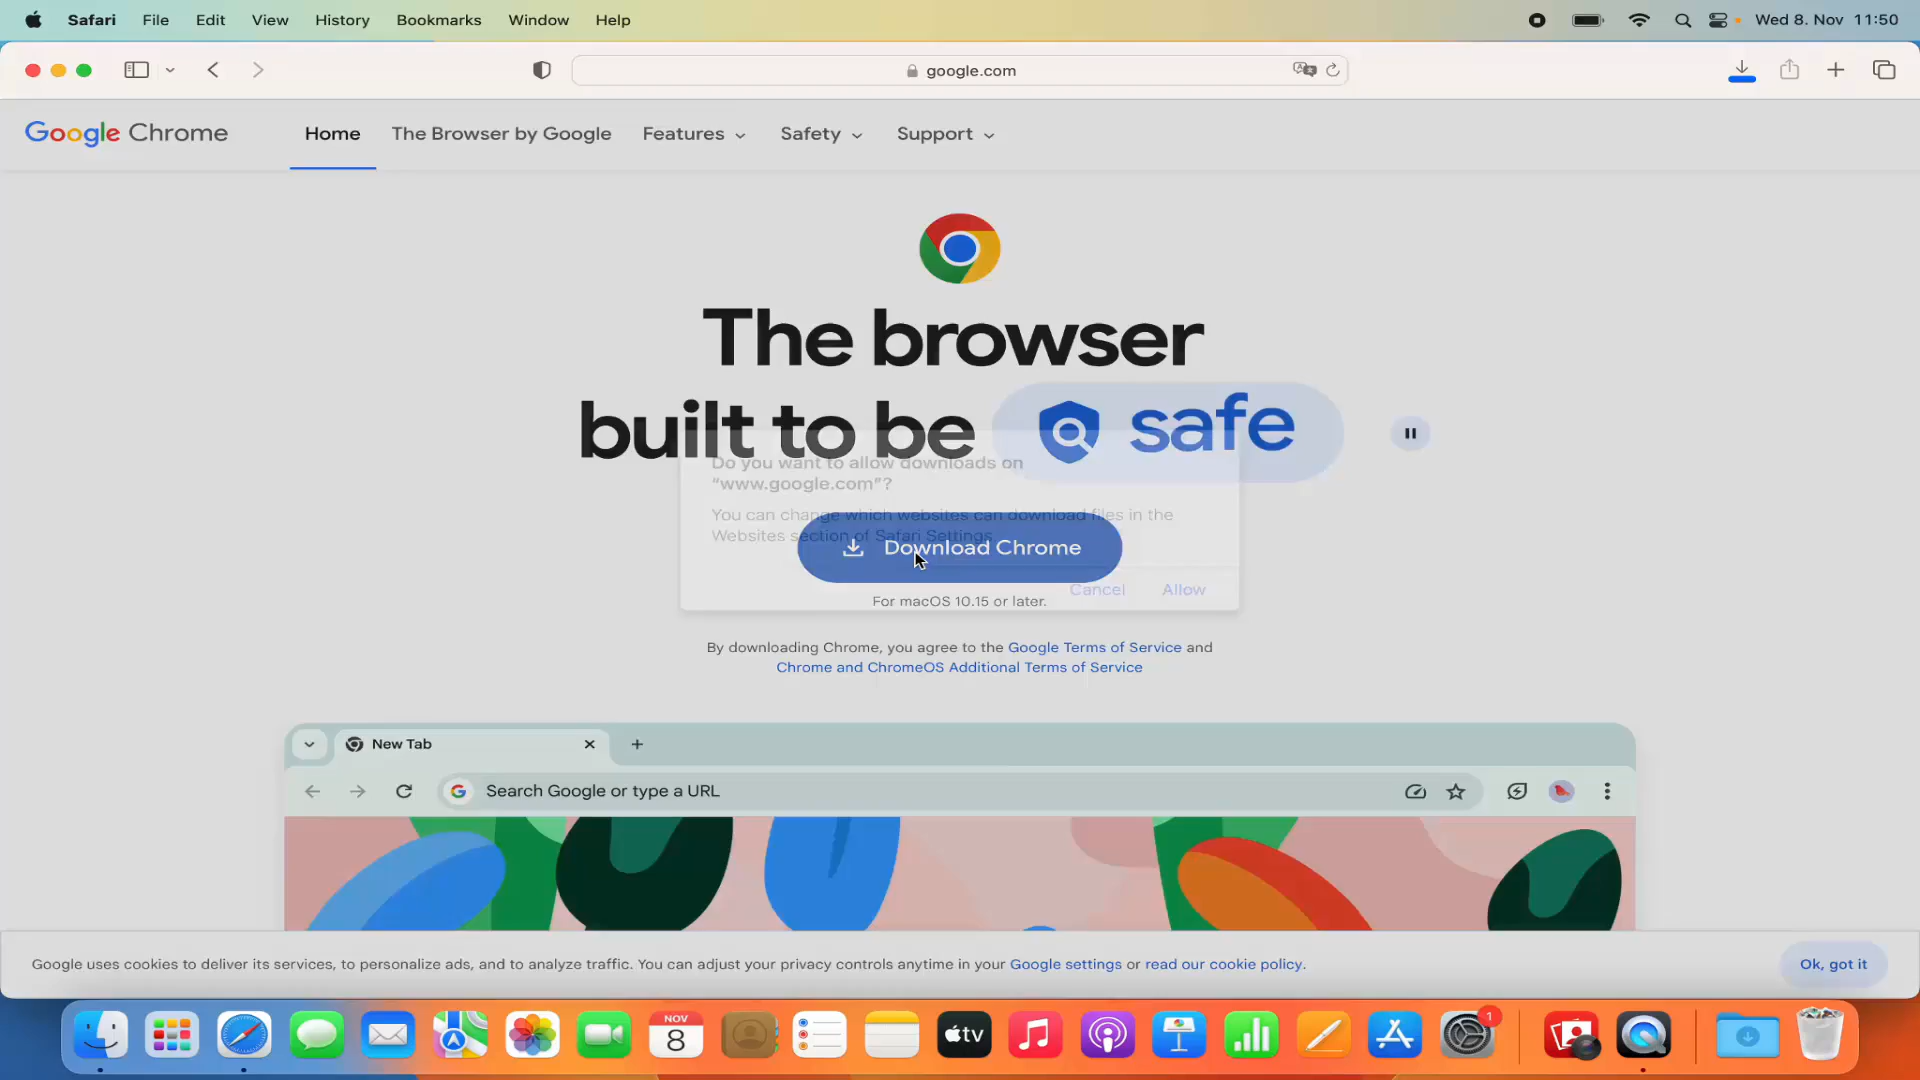 Safari File Edit View History Bookmarks Window Help Wed 8. Nov 11:50
google.com
Google Chrome Home The Browser by Google Features Safety Support
The browser
built to be safe
Do you want to allow downloads on
“www.google.com”?
You can change which websites can download files in the
Websites section of Safari Settings.
Download Chrome
Cancel Allow
For macOS 10.15 or later.
By downloading Chrome, you agree to the Google Terms of Service and
Chrome and ChromeOS Additional Terms of Service
New Tab
Search Google or type a URL
Google uses cookies to deliver its services, to personalize ads, and to analyze traffic. You can adjust your privacy controls anytime in your Google settings or read our cookie policy.
Ok, got it
NOV
8
tv
1